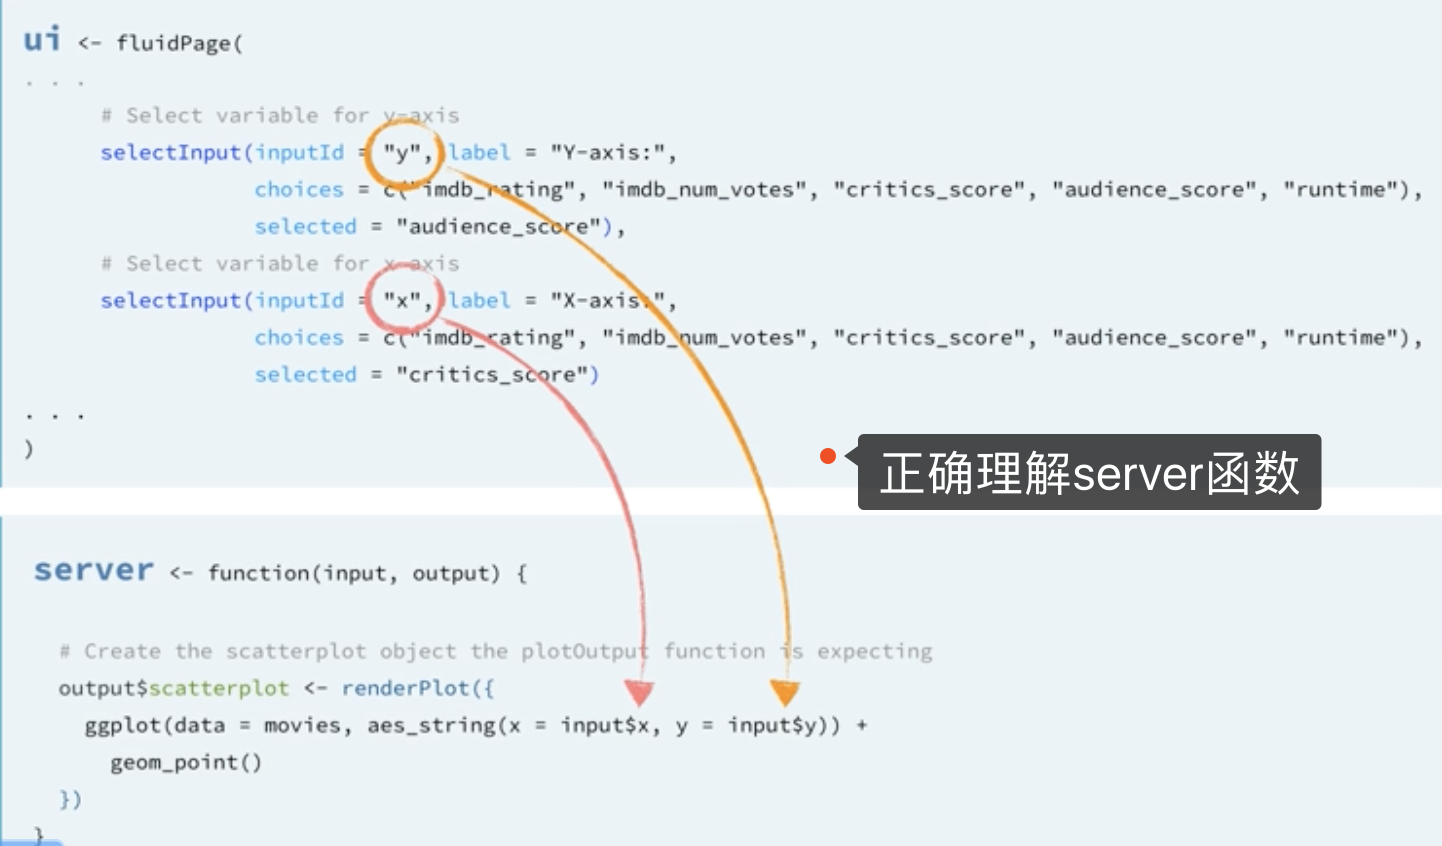 ui <- fluidPage(
. . .
# Select variable for y-axis
selectInput(inputId = "y", label = "Y-axis:",
choices = c("imdb_rating", "imdb_num_votes", "critics_score", "audience_score", "runtime"),
selected = "audience_score"),
# Select variable for x-axis
selectInput(inputId = "x", label = "X-axis:",
choices = c("imdb_rating", "imdb_num_votes", "critics_score", "audience_score", "runtime"),
selected = "critics_score")
. . .
)
正确理解server函数
server <- function(input, output) {
# Create the scatterplot object the plotOutput function is expecting
output$scatterplot <- renderPlot({
ggplot(data = movies, aes_string(x = input$x, y = input$y)) +
geom_point()
})
}